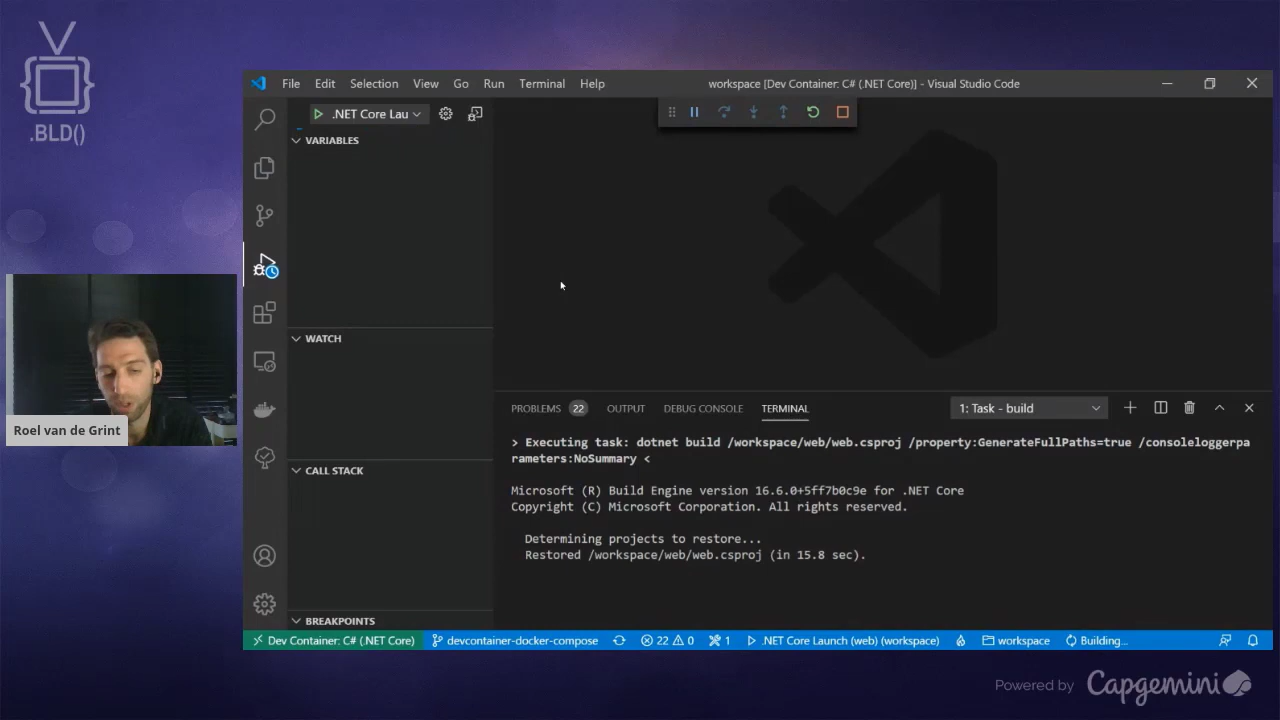 .BLD()
File Edit Selection View Go Run Terminal Help
workspace [Dev Container: C# (.NET Core)] - Visual Studio Code
.NET Core Lau
VARIABLES
WATCH
CALL STACK
BREAKPOINTS
Roel van de Grint
PROBLEMS 22 OUTPUT DEBUG CONSOLE TERMINAL
1: Task - build
> Executing task: dotnet build /workspace/web/web.csproj /property:GenerateFullPaths=true /consoleloggerpa
rameters:NoSummary <
Microsoft (R) Build Engine version 16.6.0+5ff7b0c9e for .NET Core
Copyright (C) Microsoft Corporation. All rights reserved.
Determining projects to restore...
Restored /workspace/web/web.csproj (in 15.8 sec).
Dev Container: C# (.NET Core) devcontainer-docker-compose 22 0 1 .NET Core Launch (web) (workspace) workspace Building...
Powered by Capgemini